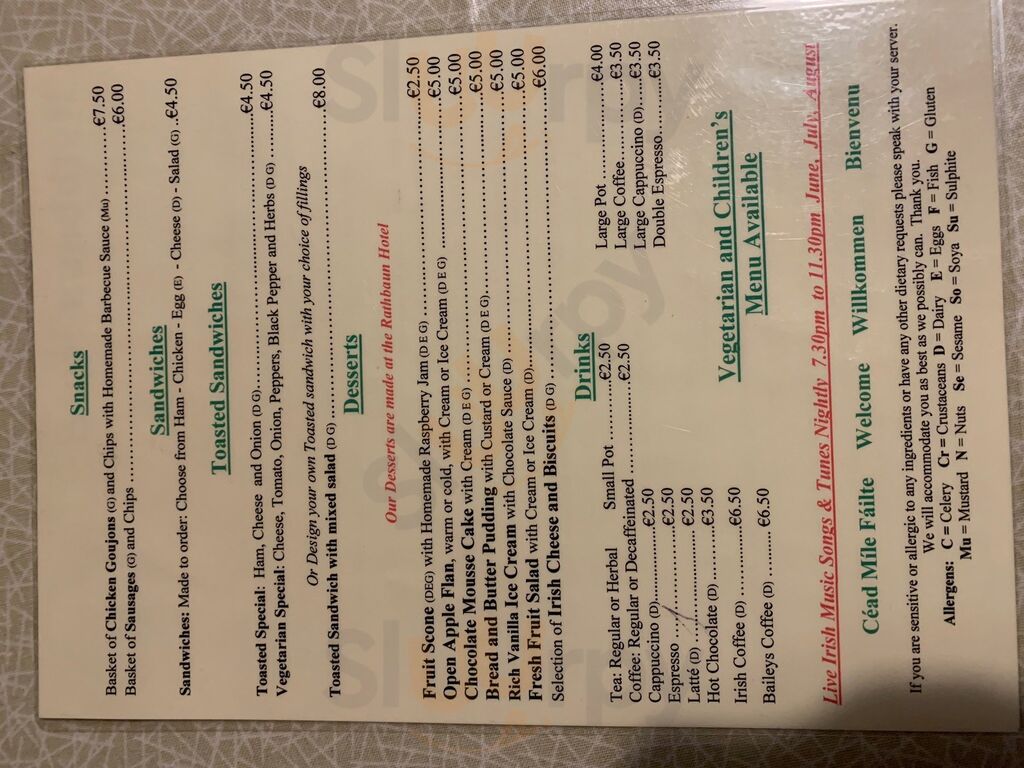 Snacks
Basket of Chicken Goujons (G) and Chips with Homemade Barbecue Sauce (Mu) ...€7.50
Basket of Sausages (G) and Chips ...€6.00
Sandwiches
Sandwiches: Made to order: Choose from Ham - Chicken - Egg (E) - Cheese (D) - Salad (G) ..€4.50
Toasted Sandwiches
Toasted Special: Ham, Cheese and Onion (D G)...€4.50
Vegetarian Special: Cheese, Tomato, Onion, Peppers, Black Pepper and Herbs (D G) ...€4.50
Or Design your own Toasted sandwich with your choice of fillings
Toasted Sandwich with mixed salad (D G) ...€8.00
Desserts
Our Desserts are made at the Rathbaun Hotel
Fruit Scone (DEG) with Homemade Raspberry Jam (D E G) ...€2.50
Open Apple Flan, warm or cold, with Cream or Ice Cream (D E G) ...€5.00
Chocolate Mousse Cake with Cream (D E G) ...€5.00
Bread and Butter Pudding with Custard or Cream (D E G)...€5.00
Rich Vanilla Ice Cream with Chocolate Sauce (D) ...€5.00
Fresh Fruit Salad with Cream or Ice Cream (D)...€5.00
Selection of Irish Cheese and Biscuits (D G) ...€6.00
Drinks
Tea: Regular or Herbal Small Pot ...€2.50 Large Pot ...€4.00
Coffee: Regular or Decaffeinated ...€2.50 Large Coffee...€3.50
Cappuccino (D)...€2.50 Large Cappuccino (D)...€3.50
Espresso ...€2.50 Double Espresso...€3.50
Latté (D) ...€2.50
Hot Chocolate (D) ...€3.50
Irish Coffee (D) ...€6.50
Baileys Coffee (D) ...€6.50
Vegetarian and Children's
Menu Available
Live Irish Music Songs & Tunes Nightly 7.30pm to 11.30pm June, July, August
Céad Míle Fáilte Welcome Willkommen Bienvenu
If you are sensitive or allergic to any ingredients or have any other dietary requests please speak with your server.
We will accommodate you as best as we possibly can. Thank you.
Allergens: C = Celery Cr = Crustaceans D = Dairy E = Eggs F = Fish G = Gluten
Mu = Mustard N = Nuts Se = Sesame So = Soya Su = Sulphite
Sluurpy
Sluurpy
Sluurpy
Sluurpy